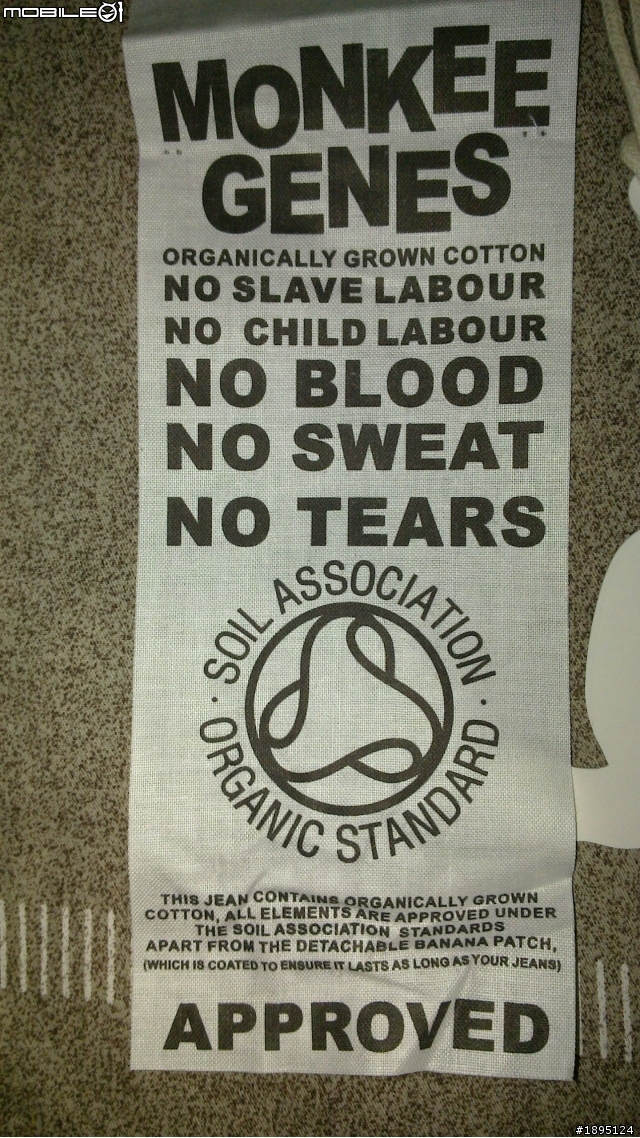 MOBILE01
MONKEE
GENES
ORGANICALLY GROWN COTTON
NO SLAVE LABOUR
NO CHILD LABOUR
NO BLOOD
NO SWEAT
NO TEARS
· SOIL ASSOCIATION ·
ORGANIC STANDARD
THIS JEAN CONTAINS ORGANICALLY GROWN
COTTON, ALL ELEMENTS ARE APPROVED UNDER
THE SOIL ASSOCIATION STANDARDS
APART FROM THE DETACHABLE BANANA PATCH,
(WHICH IS COATED TO ENSURE IT LASTS AS LONG AS YOUR JEANS)
APPROVED
#1895124